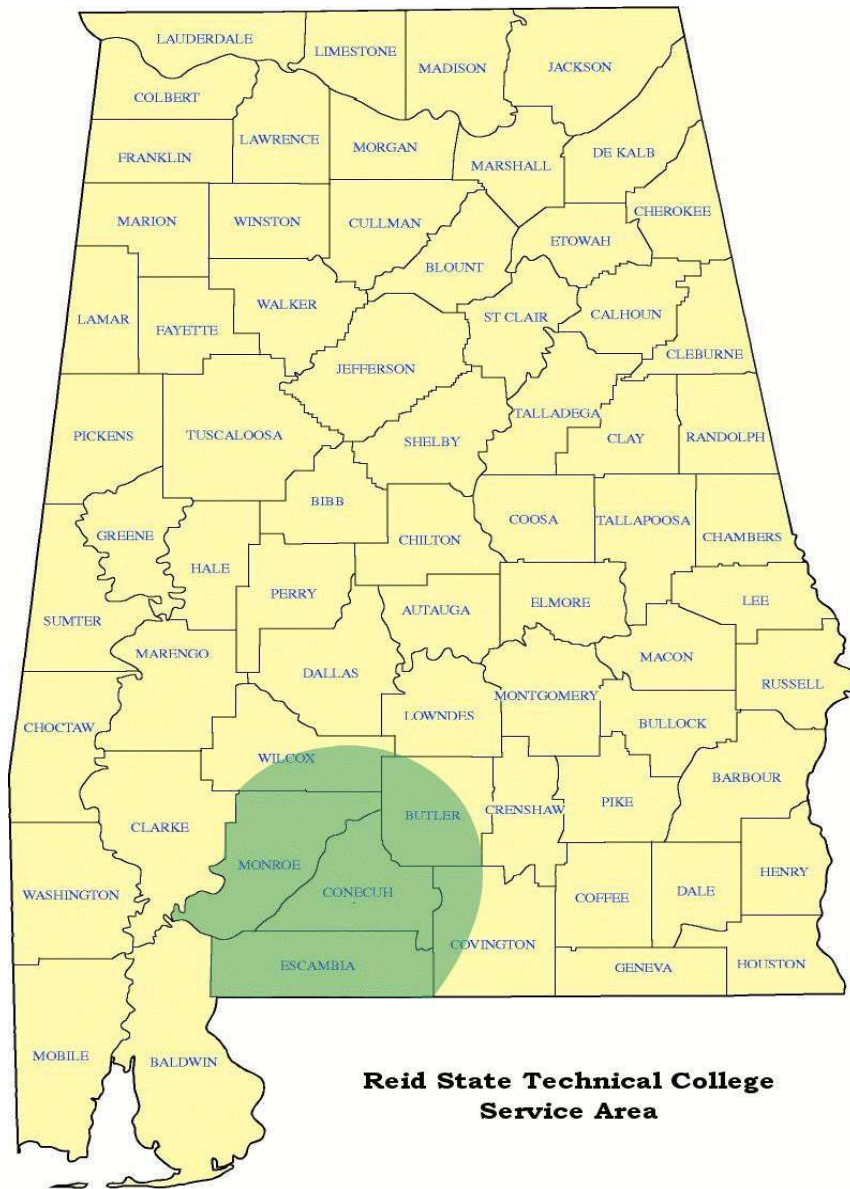 LAUDERDALE
LIMESTONE
MADISON
JACKSON
COLBERT
LAWRENCE
MORGAN
FRANKLIN
MARSHALL
DE KALB
MARION
WINSTON
CULLMAN
CHEROKEE
ETOWAH
BLOUNT
LAMAR
WALKER
FAYETTE
ST CLAIR
CALHOUN
CLEBURNE
JEFFERSON
TALLADEGA
PICKENS
TUSCALOOSA
SHELBY
CLAY
RANDOLPH
BIBB
GREENE
HALE
CHILTON
COOSA
TALLAPOOSA
CHAMBERS
PERRY
AUTAUGA
ELMORE
LEE
SUMTER
MARENGO
DALLAS
MACON
RUSSELL
CHOCTAW
LOWNDES
MONTGOMERY
BULLOCK
WILCOX
BARBOUR
CLARKE
BUTLER
CRENSHAW
PIKE
MONROE
WASHINGTON
CONECUH
COFFEE
DALE
HENRY
COVINGTON
ESCAMBIA
GENEVA
HOUSTON
MOBILE
BALDWIN
Reid State Technical College
Service Area